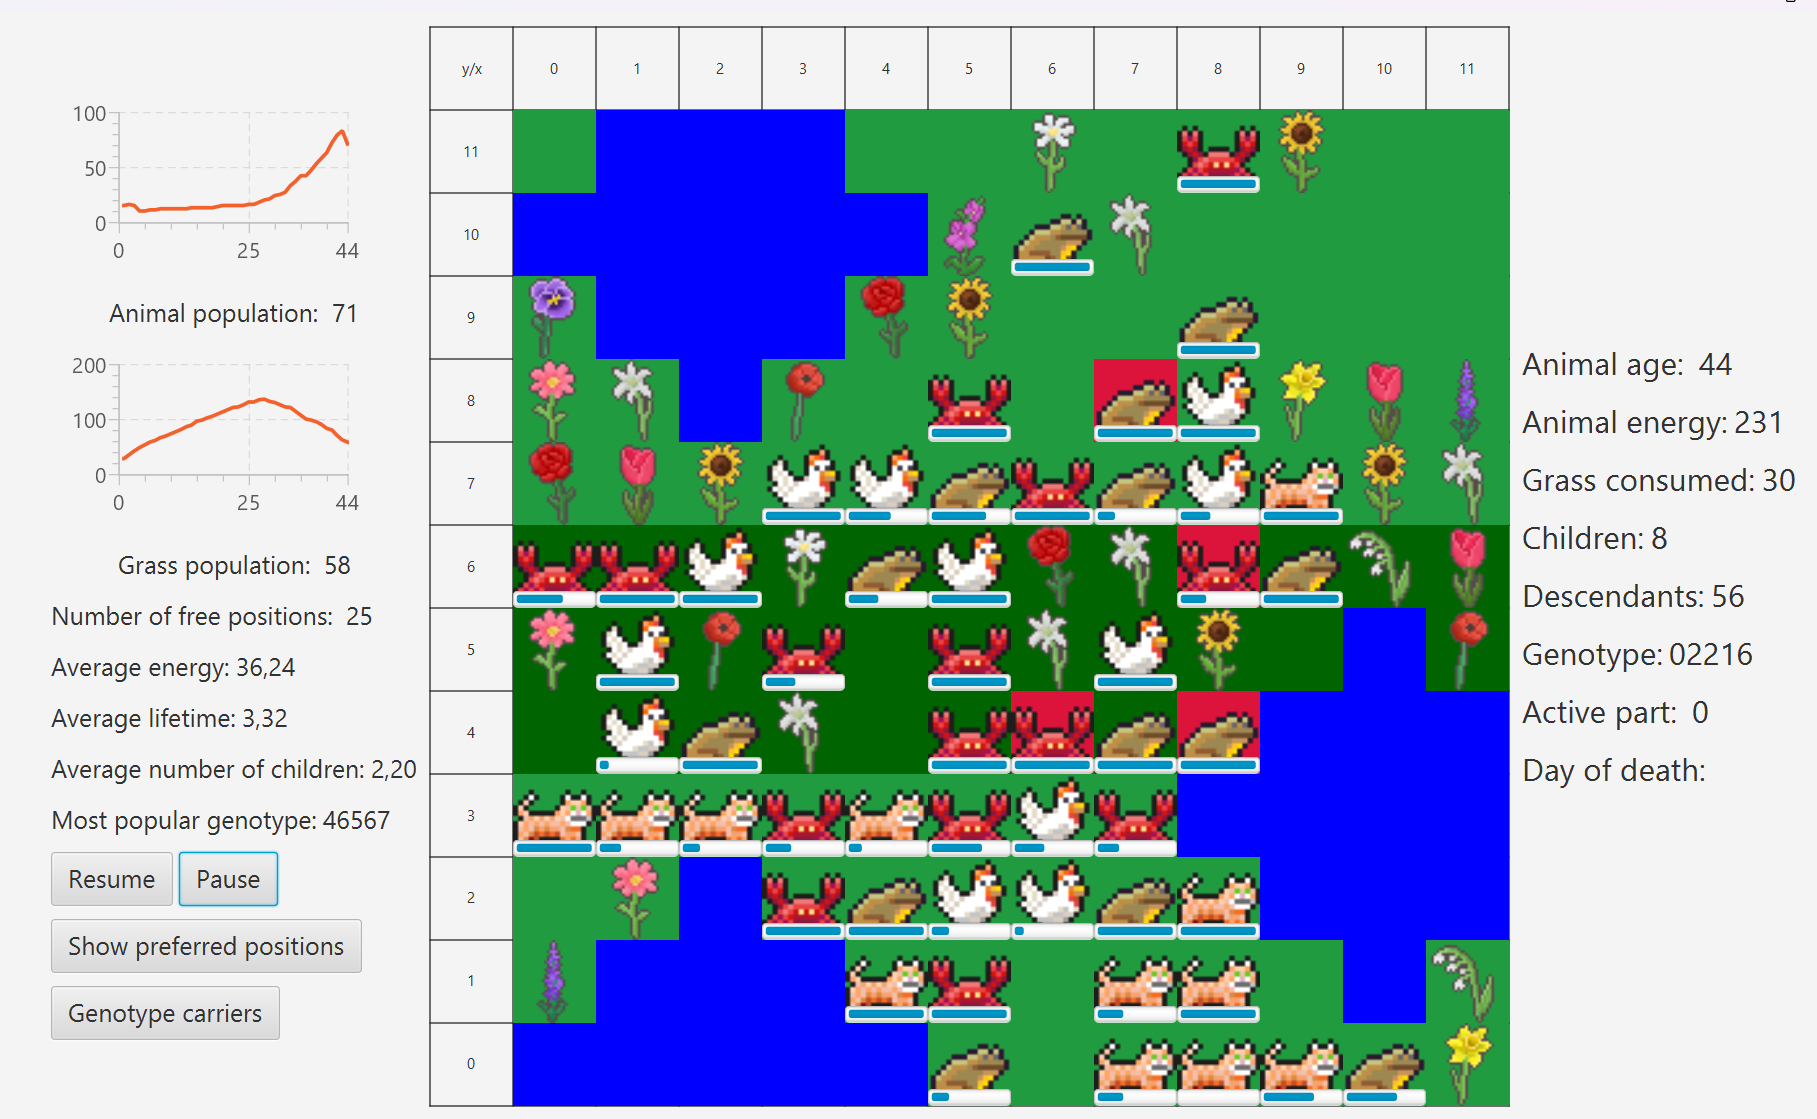 100
50
0
0 25 44
Animal population: 71
200
100
0
0 25 44
Grass population: 58
Number of free positions: 25
Average energy: 36,24
Average lifetime: 3,32
Average number of children: 2,20
Most popular genotype: 46567
Resume Pause
Show preferred positions
Genotype carriers
y/x 0 1 2 3 4 5 6 7 8 9 10 11
11
10
9
8
7
6
5
4
3
2
1
0
Animal age: 44
Animal energy: 231
Grass consumed: 30
Children: 8
Descendants: 56
Genotype: 02216
Active part: 0
Day of death: